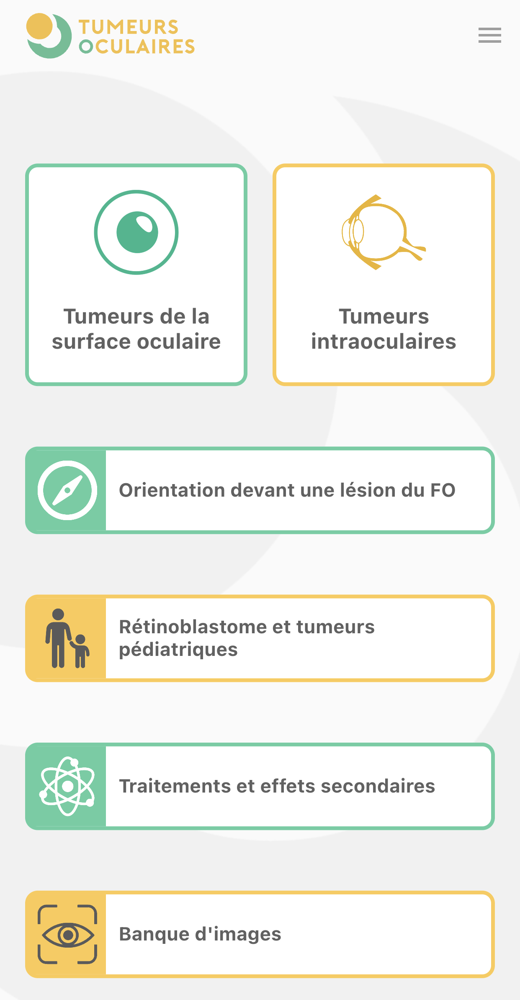 TUMEURS
OCULAIRES
Tumeurs de la
surface oculaire
Tumeurs
intraoculaires
Orientation devant une lésion du FO
Rétinoblastome et tumeurs
pédiatriques
Traitements et effets secondaires
Banque d'images